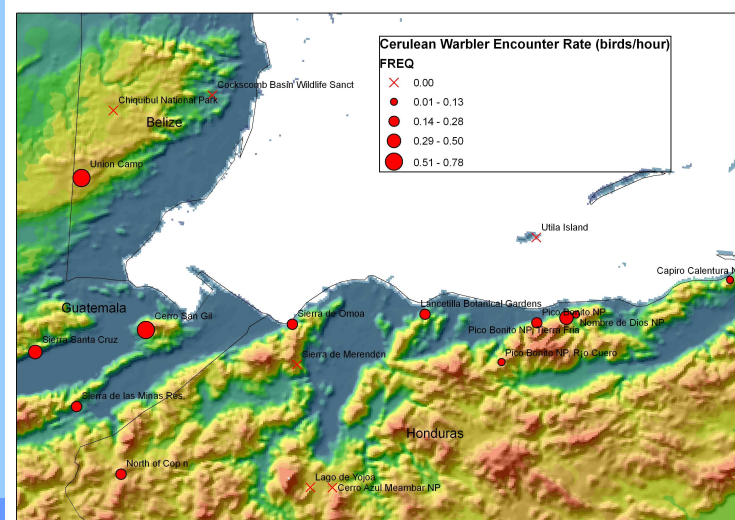 Cerulean Warbler Encounter Rate (birds/hour)
FREQ
0.00
0.01 - 0.13
0.14 - 0.28
0.29 - 0.50
0.51 - 0.78
Cockscomb Basin Wildlife Sanct
Chiquibul National Park
Belize
Union Camp
Utila Island
Capiro Calentura N
Guatemala
Cerro San Gil
Sierra de Omoa
Lancetilla Botanical Gardens
Pico Bonito NP
Nombre de Dios NP
Pico Bonito NP, Tierra Fria
Sierra Santa Cruz
Sierra de Merendon
Pico Bonito NP, Rio Cuero
Sierra de las Minas Res.
Honduras
North of Cop n
Lago de Yojoa
Cerro Azul Meambar NP